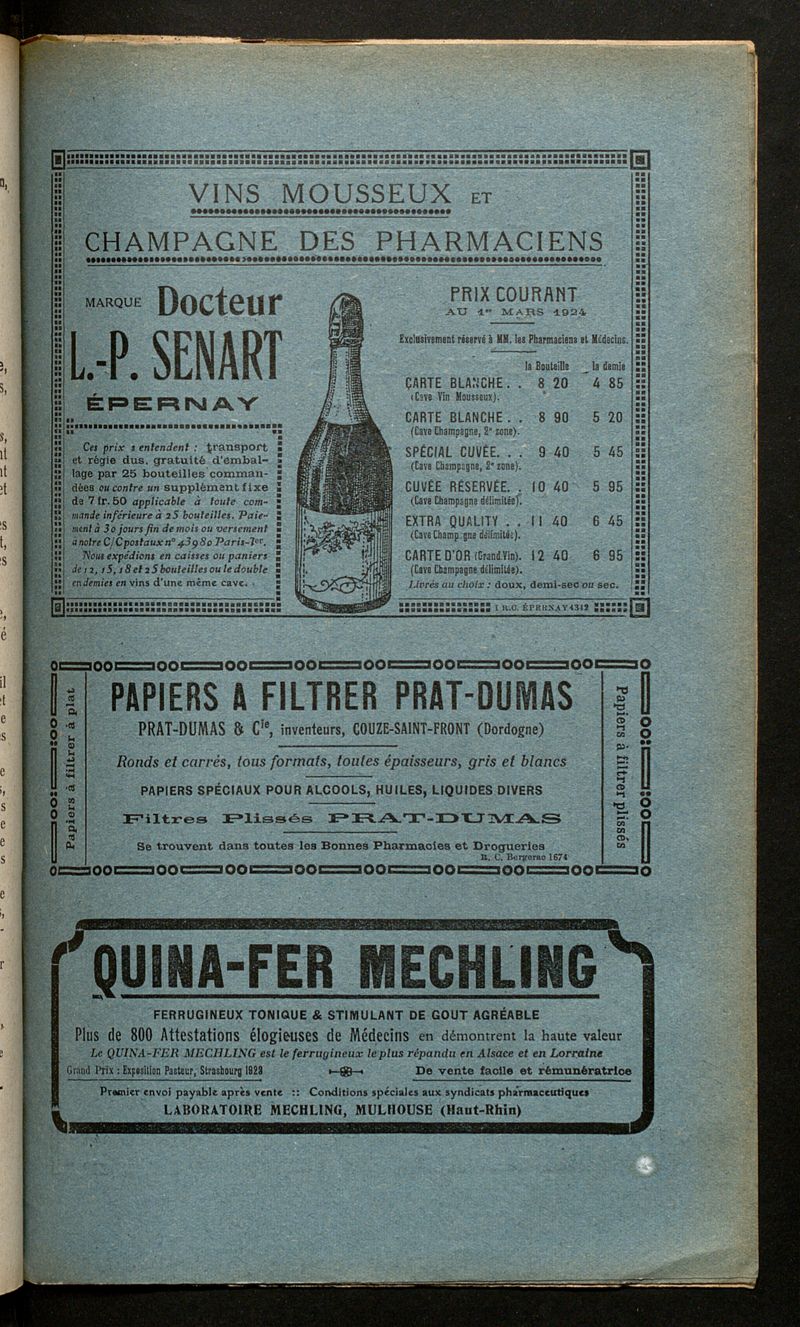 VINS MOUSSEUX ET
CHAMPAGNE DES PHARMACIENS
MARQUE Docteur
L.-P. SENART
ÉPERNAY
Ces prix s'entendent : transport
et régie dus, gratuité d'embal-
lage par 25 bouteilles comman-
dées ou contre un supplément fixe
de 7 fr. 50 applicable à toute com-
mande inférieure à 25 bouteilles. Paie-
ment à 30 jours fin de mois ou versement
à notre C/C postaux n° 43980 Paris-7er.
Nous expédions en caisses ou paniers
de 12, 15, 18 et 25 bouteilles ou le double
en demies en vins d'une même cave.
PRIX COURANT
AU 1er MARS 1924
Exclusivement réservé à MM. les Pharmaciens et Médecins.
la Bouteille la demie
CARTE BLANCHE . . 8 20 4 85
(Cave Vin Mousseux).
CARTE BLANCHE . . 8 90 5 20
(Cave Champagne, 2e zone).
SPÉCIAL CUVÉE. . . 9 40 5 45
(Cave Champagne, 2e zone).
CUVÉE RÉSERVÉE. . 10 40 5 95
(Cave Champagne délimitée).
EXTRA QUALITY . . 11 40 6 45
(Cave Champagne délimitée).
CARTE D'OR (Grand Vin). 12 40 6 95
(Cave Champagne délimitée).
Livrés au choix : doux, demi-sec ou sec.
R.C. ÉPERNAY 4342
PAPIERS A FILTRER PRAT-DUMAS
PRAT-DUMAS & Cie, inventeurs, COUZE-SAINT-FRONT (Dordogne)
Ronds et carrés, tous formats, toutes épaisseurs, gris et blancs
PAPIERS SPÉCIAUX POUR ALCOOLS, HUILES, LIQUIDES DIVERS
Filtres Plissés PRAT-DUMAS
Se trouvent dans toutes les Bonnes Pharmacies et Drogueries
R. C. Bergerac 1674
Papiers à filtrer à plat
Papiers à filtrer plissés
QUINA-FER MECHLING
FERRUGINEUX TONIQUE & STIMULANT DE GOUT AGRÉABLE
Plus de 800 Attestations élogieuses de Médecins en démontrent la haute valeur
Le QUINA-FER MECHLING est le ferrugineux le plus répandu en Alsace et en Lorraine
Grand Prix : Exposition Pasteur, Strasbourg 1923 De vente facile et rémunératrice
Premier envoi payable après vente :: Conditions spéciales aux syndicats pharmaceutiques
LABORATOIRE MECHLING, MULHOUSE (Haut-Rhin)